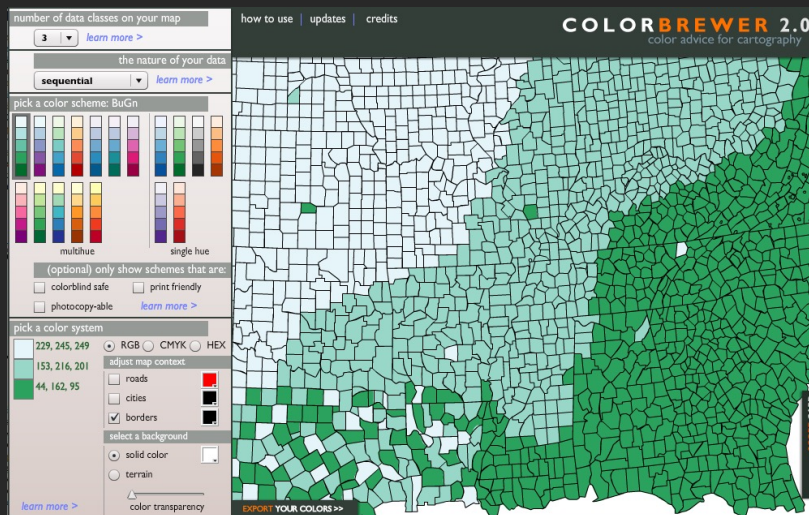 number of data classes on your map
3
learn more >
the nature of your data
sequential
learn more >
pick a color scheme: BuGn
multihue
single hue
(optional) only show schemes that are:
colorblind safe
print friendly
photocopy-able
learn more >
pick a color system
229, 245, 249
153, 216, 201
44, 162, 95
RGB
CMYK
HEX
adjust map context
roads
cities
borders
select a background
solid color
terrain
color transparency
learn more >
how to use | updates | credits
COLORBREWER 2.0
color advice for cartography
EXPORT YOUR COLORS >>